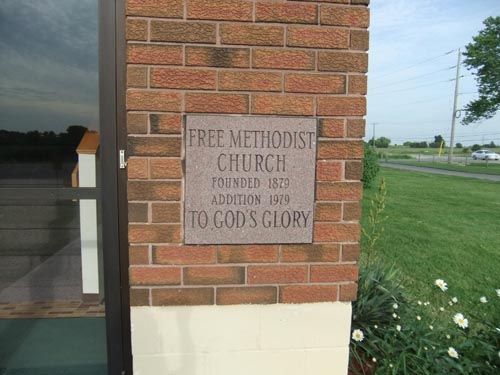 FREE METHODIST
CHURCH
FOUNDED 1879
ADDITION 1979
TO GOD'S GLORY